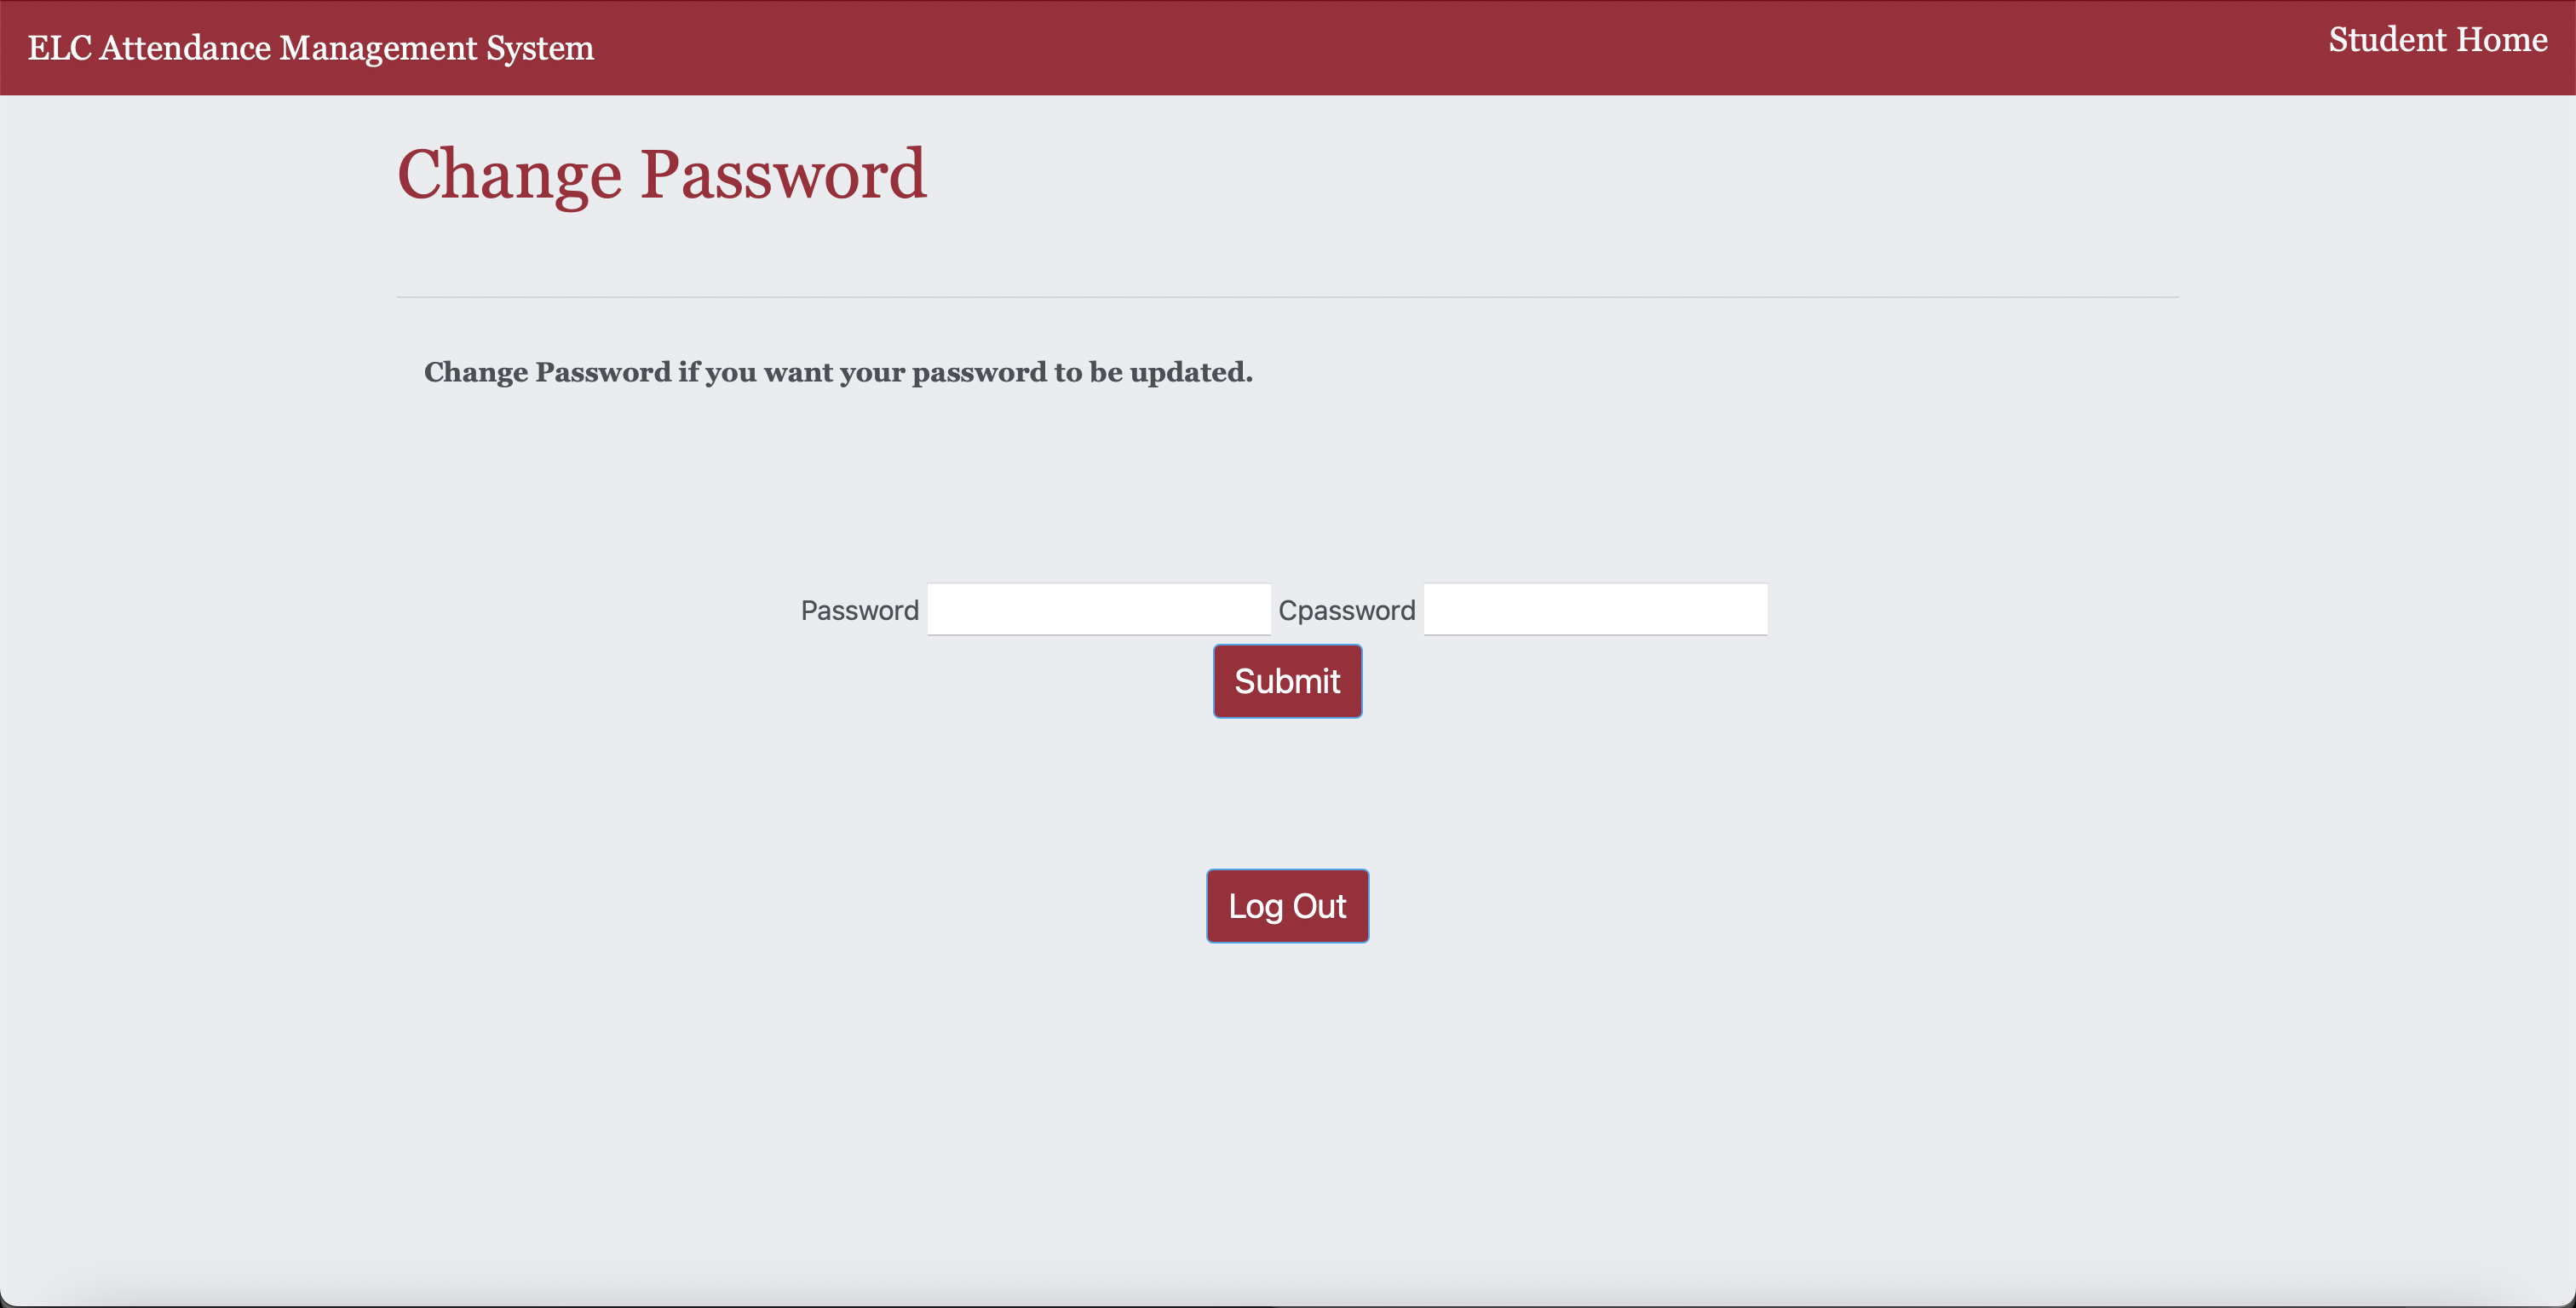 ELC Attendance Management System
Student Home
Change Password
Change Password if you want your password to be updated.
Password Cpassword
Submit
Log Out